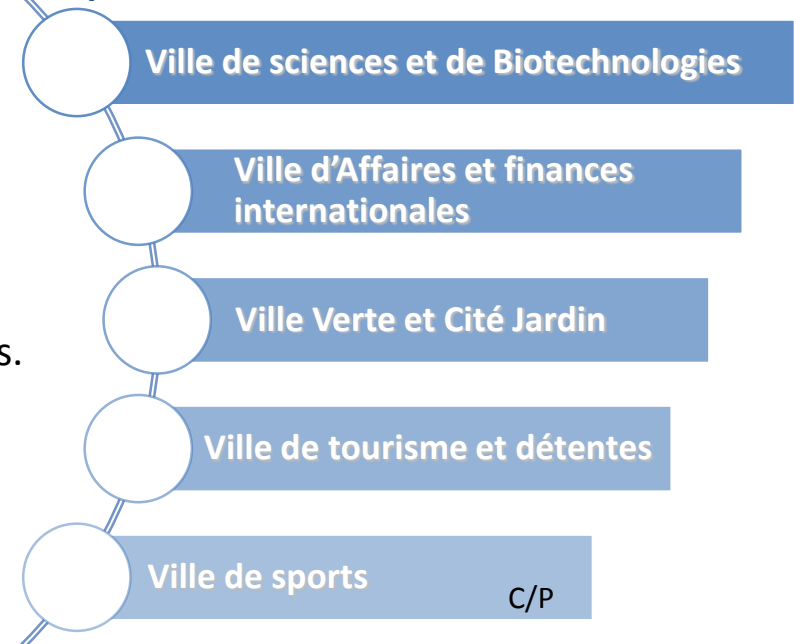 Ville de sciences et de Biotechnologies
Ville d'Affaires et finances
internationales
Ville Verte et Cité Jardin
s.
Ville de tourisme et détentes
Ville de sports
C/P